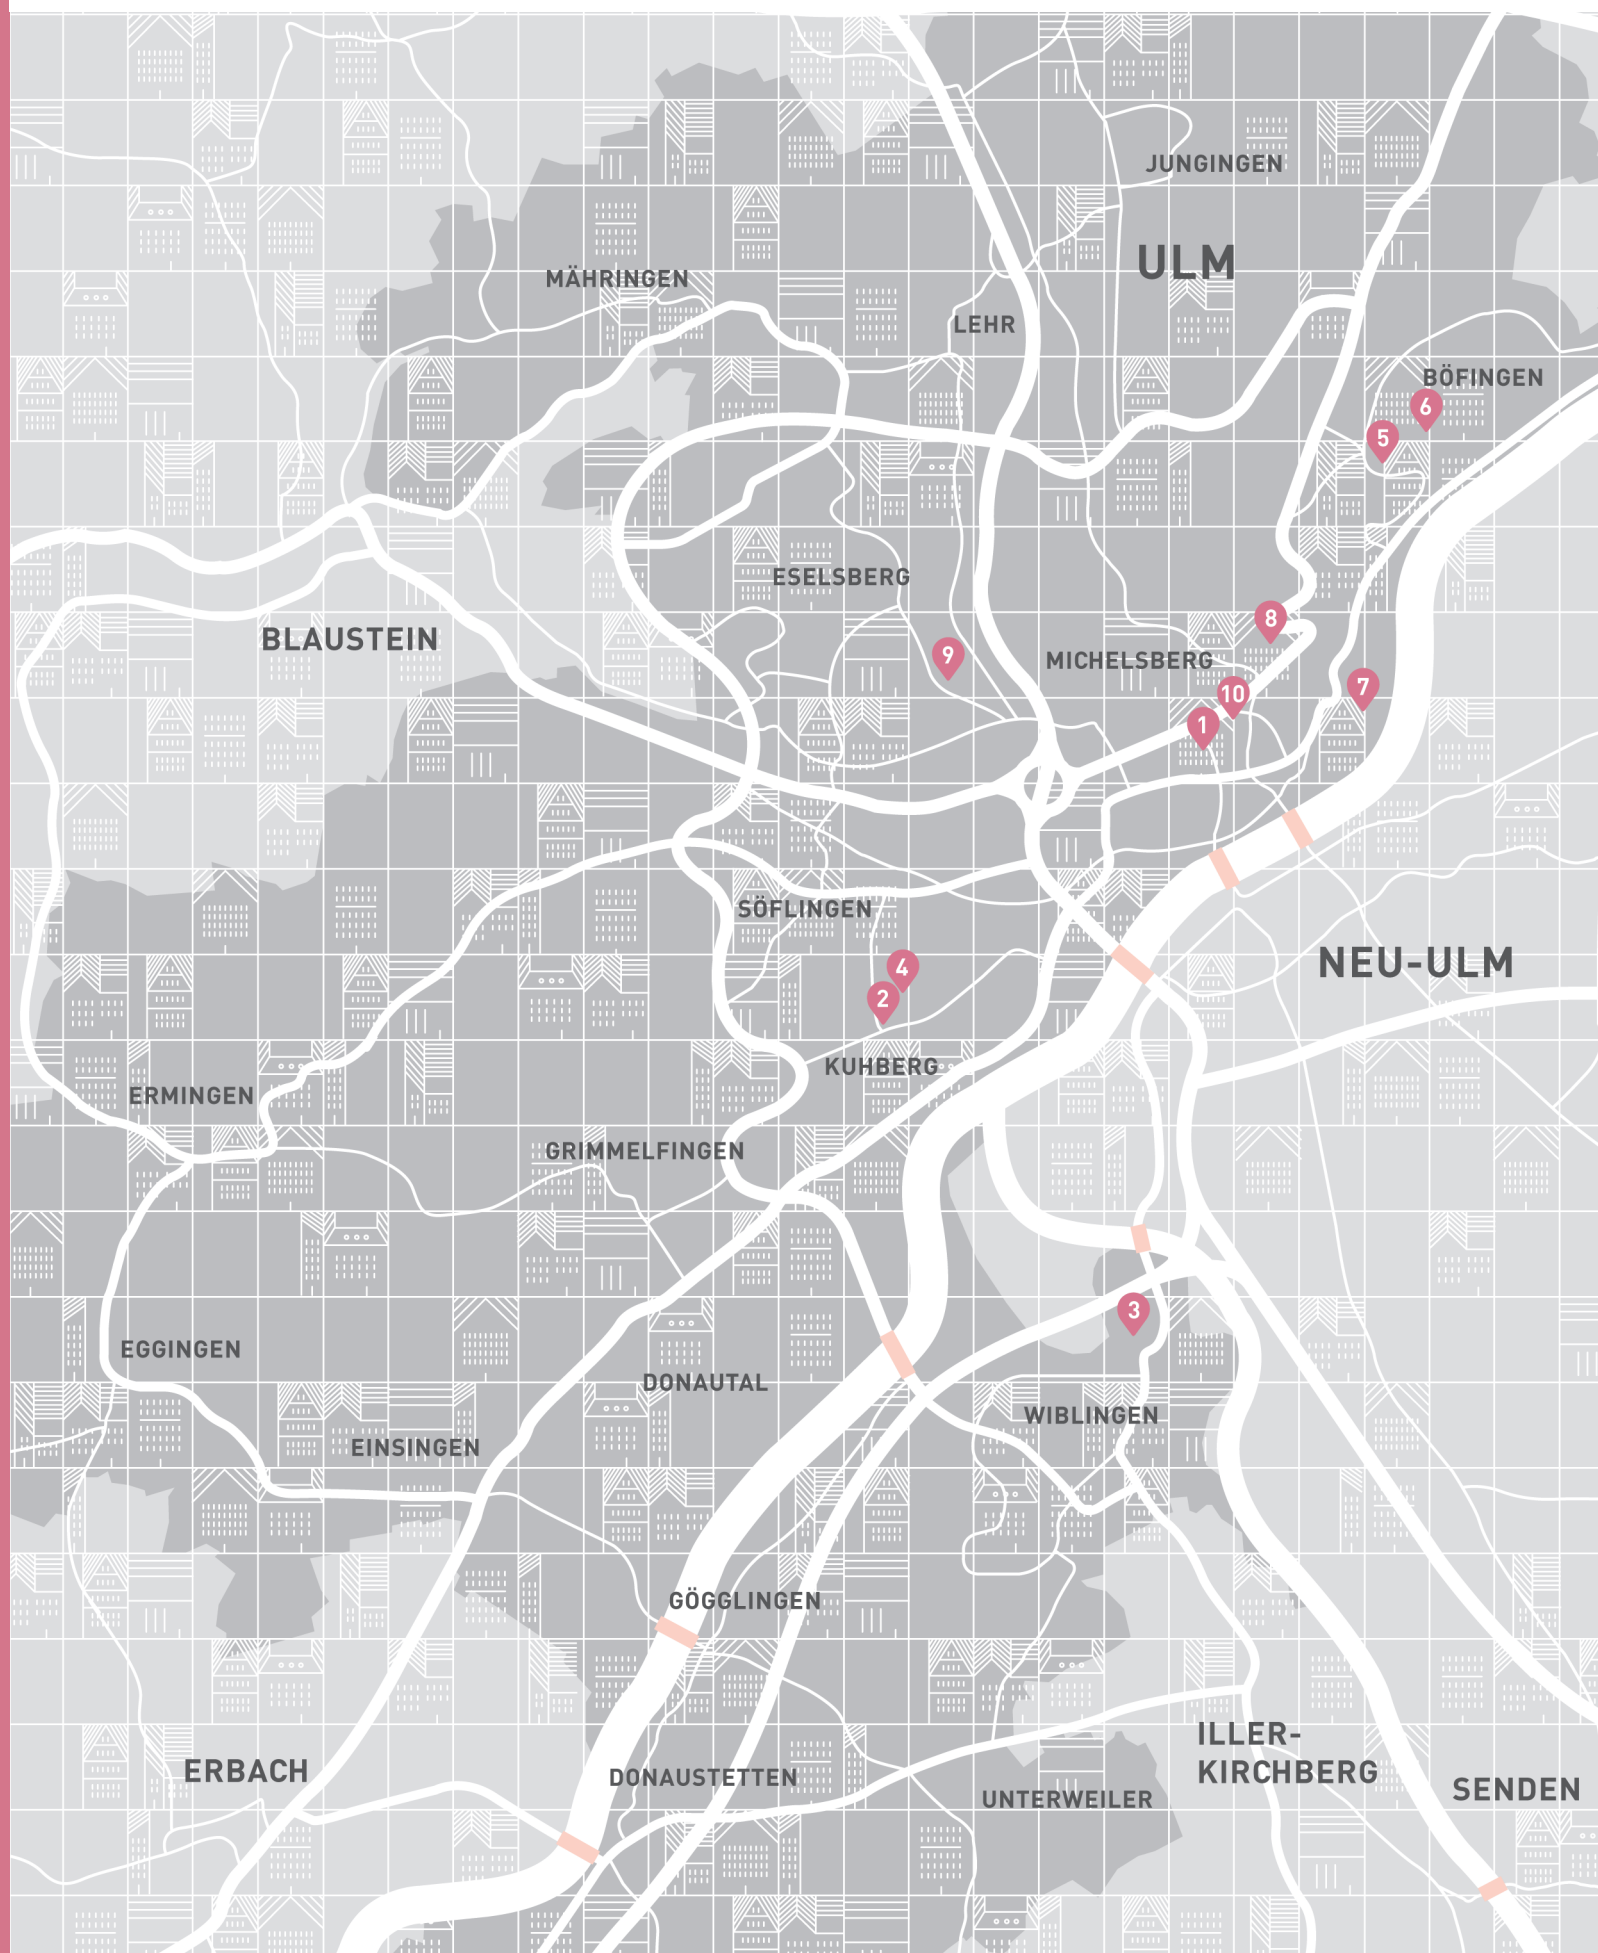 JUNGINGEN
ULM
MÄHRINGEN
LEHR
BÖFINGEN
6
5
ESELSBERG
8
BLAUSTEIN
9
MICHELSBERG
7
10
1
SÖFLINGEN
4
NEU-ULM
2
KUHBERG
ERMINGEN
GRIMMELFINGEN
3
EGGINGEN
DONAUTAL
WIBLINGEN
EINSINGEN
GÖGGLINGEN
ILLER-
KIRCHBERG
ERBACH
DONAUSTETTEN
SENDEN
UNTERWEILER